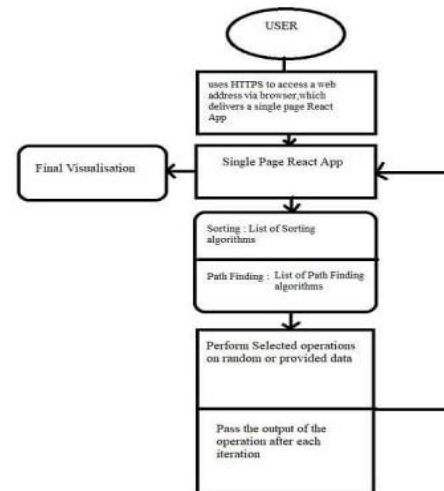 USER
uses HTTPS to access a web
address via browser,which
delivers a single page React
App
Final Visualisation
Single Page React App
Sorting : List of Sorting
algorithms
Path Finding : List of Path Finding
algorithms
Perform Selected operations
on random or provided data
Pass the output of the
operation after each
iteration